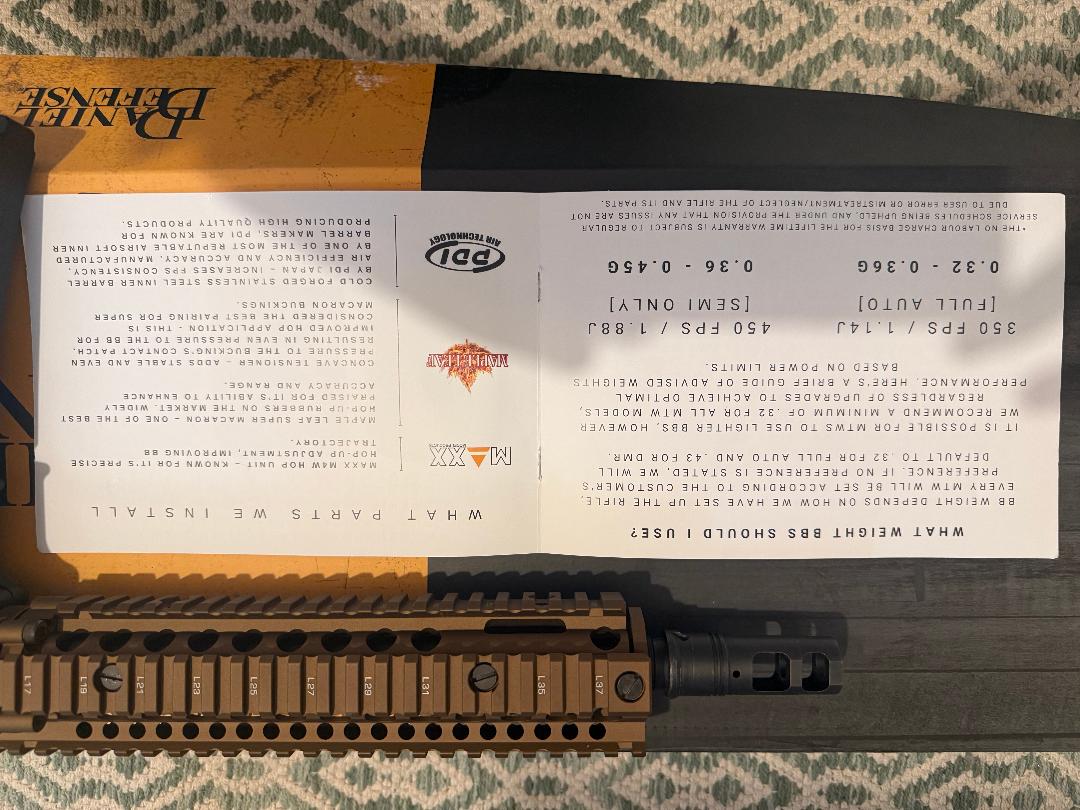 WHAT WEIGHT BBS SHOULD I USE?
BB WEIGHT DEPENDS ON HOW WE HAVE SET UP THE RIFLE,
EVERY MTW WILL BE SET ACCORDING TO THE CUSTOMER'S
PREFERENCE. IF NO PREFERENCE IS STATED, WE WILL
DEFAULT TO .32 FOR FULL AUTO AND .43 FOR DMR.
IT IS POSSIBLE FOR MTWS TO USE LIGHTER BBS, HOWEVER
WE RECOMMEND A MINIMUM OF .32 FOR ALL MTW MODELS,
REGARDLESS OF UPGRADES TO ACHIEVE OPTIMAL
PERFORMANCE. HERE'S A BRIEF GUIDE OF ADVISED WEIGHTS
BASED ON POWER LIMITS.
350 FPS / 1.14J 450 FPS / 1.88J
[FULL AUTO] [SEMI ONLY]
0.32 - 0.36G 0.36 - 0.45G
*THE NO LABOUR CHARGE BASIS FOR THE LIFETIME WARRANTY IS SUBJECT TO REGULAR
SERVICE SCHEDULES BEING UPHELD, AND UNDER THE PROVISION THAT ANY ISSUES ARE NOT
DUE TO USER ERROR OR MISTREATMENT/NEGLECT/NEGLIGENCE OF THE RIFLE AND ITS PARTS.
WHAT PARTS WE INSTALL
MAXX
MODEL PRODUCTS
MAXX M4W HOP UNIT - KNOWN FOR IT'S PRECISE
HOP-UP ADJUSTMENT, IMPROVING BB
TRAJECTORY.
MAPLE LEAF
MAPLE LEAF SUPER MACARON - ONE OF THE BEST
HOP-UP RUBBERS ON THE MARKET. WIDELY
PRAISED FOR IT'S ABILITY TO ENHANCE
ACCURACY AND RANGE.
CONCAVE TENSIONER - ADDS EVEN AND STABLE
PRESSURE TO THE BUCKING'S CONTACT PATCH,
RESULTING IN EVEN PRESSURE TO THE BB FOR
IMPROVED HOP APPLICATION - THIS IS
CONSIDERED THE BEST PAIRING FOR SUPER
MACARON BUCKINGS.
PDI
AIR TECHNOLOGY
COLD FORGED STAINLESS STEEL INNER BARREL
BY PDI JAPAN - INCREASES FPS CONSISTENCY,
AIR EFFICIENCY AND ACCURACY. MANUFACTURED
BY ONE OF THE MOST REPUTABLE AIRSOFT INNER
BARREL MAKERS, PDI ARE KNOWN FOR
PRODUCING HIGH QUALITY PRODUCTS.
DANIEL
DEFENSE
L17 L19 L21 L23 L25 L27 L29 L31 L35 L37